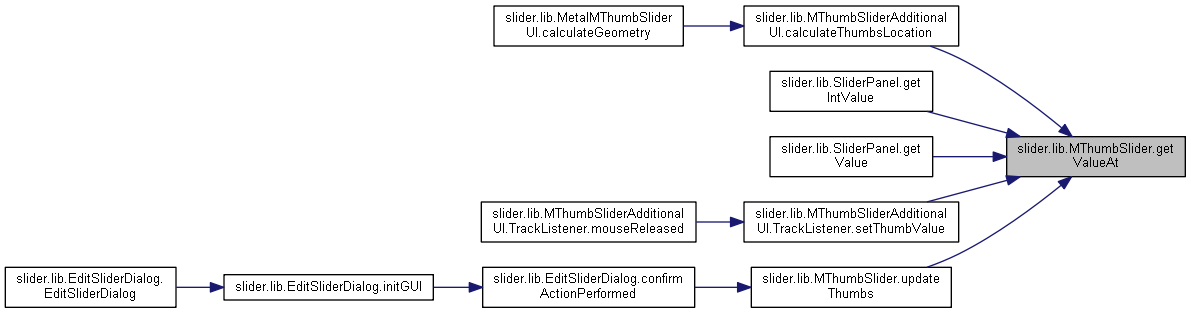 slider.lib.MetalMThumbSlider
UI.calculateGeometry
slider.lib.MThumbSliderAdditional
UI.calculateThumbsLocation
slider.lib.SliderPanel.get
IntValue
slider.lib.SliderPanel.get
Value
slider.lib.MThumbSlider.get
ValueAt
slider.lib.MThumbSliderAdditional
UI.TrackListener.mouseReleased
slider.lib.MThumbSliderAdditional
UI.TrackListener.setThumbValue
slider.lib.EditSliderDialog.
EditSliderDialog
slider.lib.EditSliderDialog.initGUI
slider.lib.EditSliderDialog.confirm
ActionPerformed
slider.lib.MThumbSlider.update
Thumbs